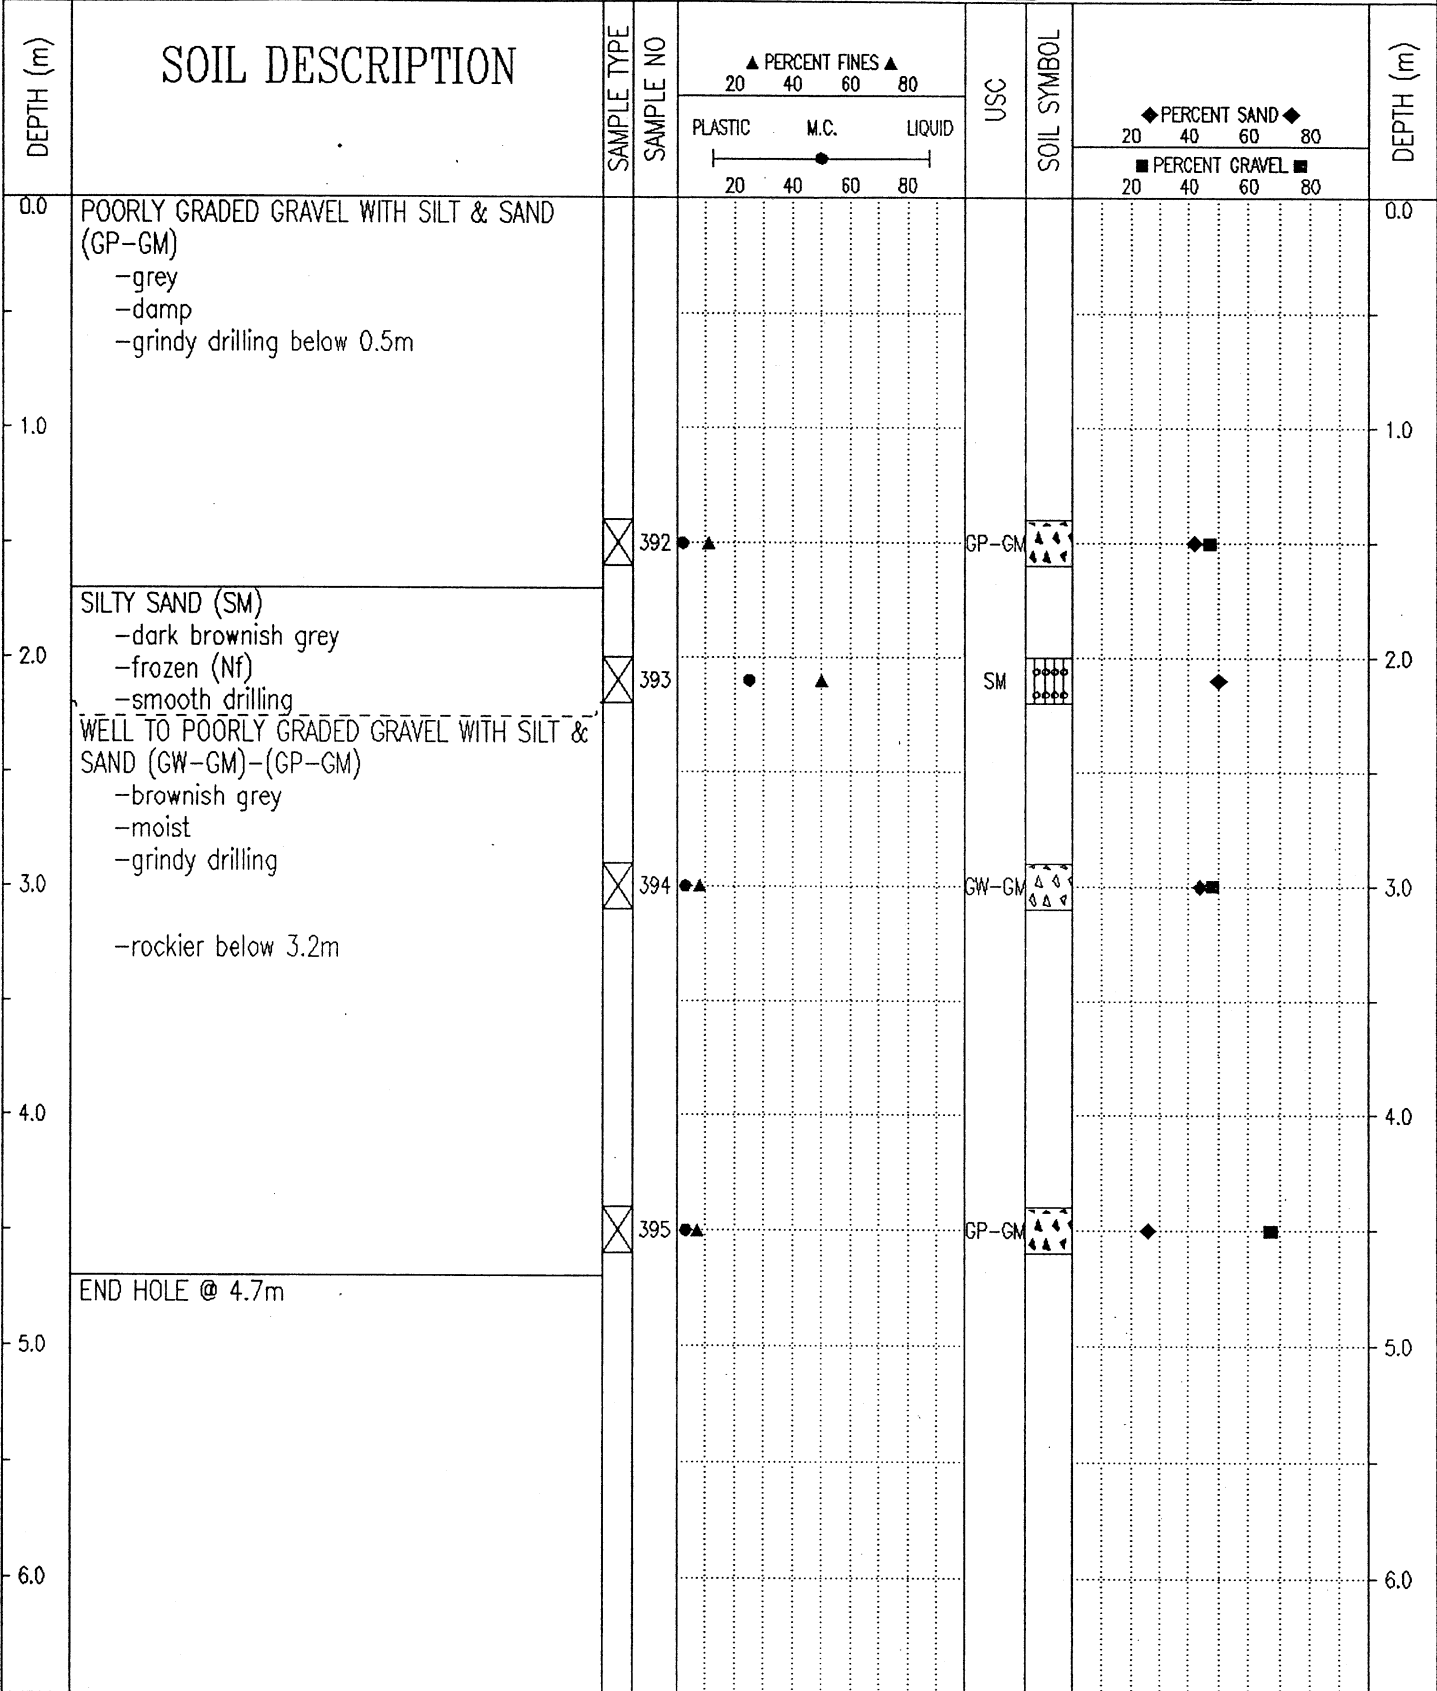 DEPTH (m)
SOIL DESCRIPTION
SAMPLE TYPE
SAMPLE NO
▲ PERCENT FINES ▲
20 40 60 80
PLASTIC M.C. LIQUID
20 40 60 80
USC
SOIL SYMBOL
◆PERCENT SAND◆
20 40 60 80
■ PERCENT GRAVEL ■
20 40 60 80
DEPTH (m)
0.0
POORLY GRADED GRAVEL WITH SILT & SAND
0.0
(GP-GM)
-grey
-damp
-grindy drilling below 0.5m
1.0
1.0
392
GP-GM
SILTY SAND (SM)
-dark brownish grey
2.0
-frozen (Nf)
2.0
393
SM
-smooth drilling
WELL TO POORLY GRADED GRAVEL WITH SILT &
SAND (GW-GM)-(GP-GM)
-brownish grey
-moist
-grindy drilling
3.0
394
GW-GM
3.0
-rockier below 3.2m
4.0
4.0
395
GP-GM
END HOLE @ 4.7m
5.0
5.0
6.0
6.0